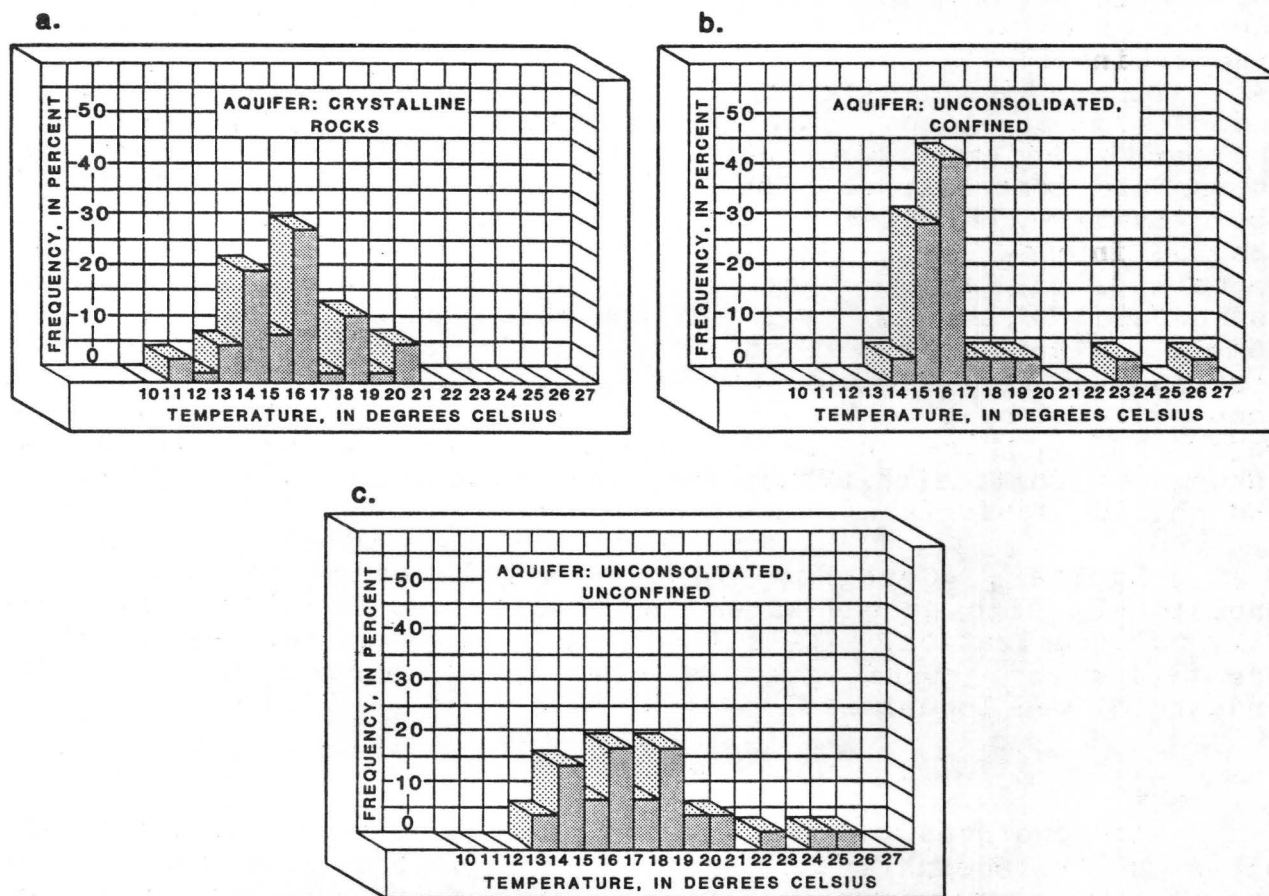 a.
AQUIFER: CRYSTALLINE
ROCKS
FREQUENCY, IN PERCENT
50
40
30
20
10
0
10 11 12 13 14 15 16 17 18 19 20 21 22 23 24 25 26 27
TEMPERATURE, IN DEGREES CELSIUS
b.
AQUIFER: UNCONSOLIDATED,
CONFINED
FREQUENCY, IN PERCENT
50
40
30
20
10
0
10 11 12 13 14 15 16 17 18 19 20 21 22 23 24 25 26 27
TEMPERATURE, IN DEGREES CELSIUS
c.
AQUIFER: UNCONSOLIDATED,
UNCONFINED
FREQUENCY, IN PERCENT
50
40
30
20
10
0
10 11 12 13 14 15 16 17 18 19 20 21 22 23 24 25 26 27
TEMPERATURE, IN DEGREES CELSIUS